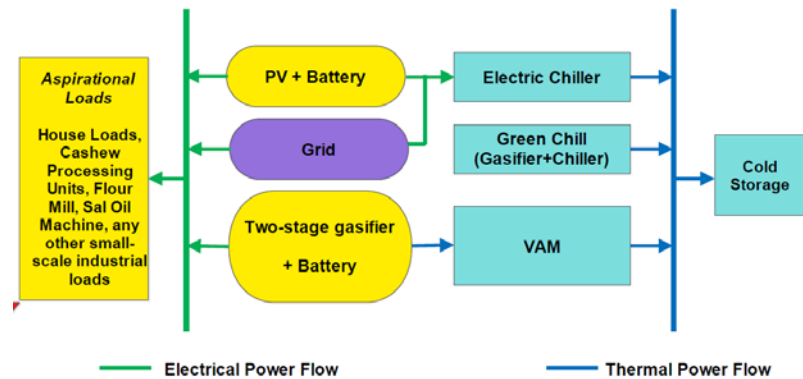 Aspirational
Loads
House Loads,
Cashew
Processing
Units, Flour
Mill, Sal Oil
Machine, any
other small-
scale industrial
loads
PV + Battery
Grid
Two-stage gasifier
+ Battery
Electric Chiller
Green Chill
(Gasifier+Chiller)
VAM
Cold
Storage
Electrical Power Flow
Thermal Power Flow